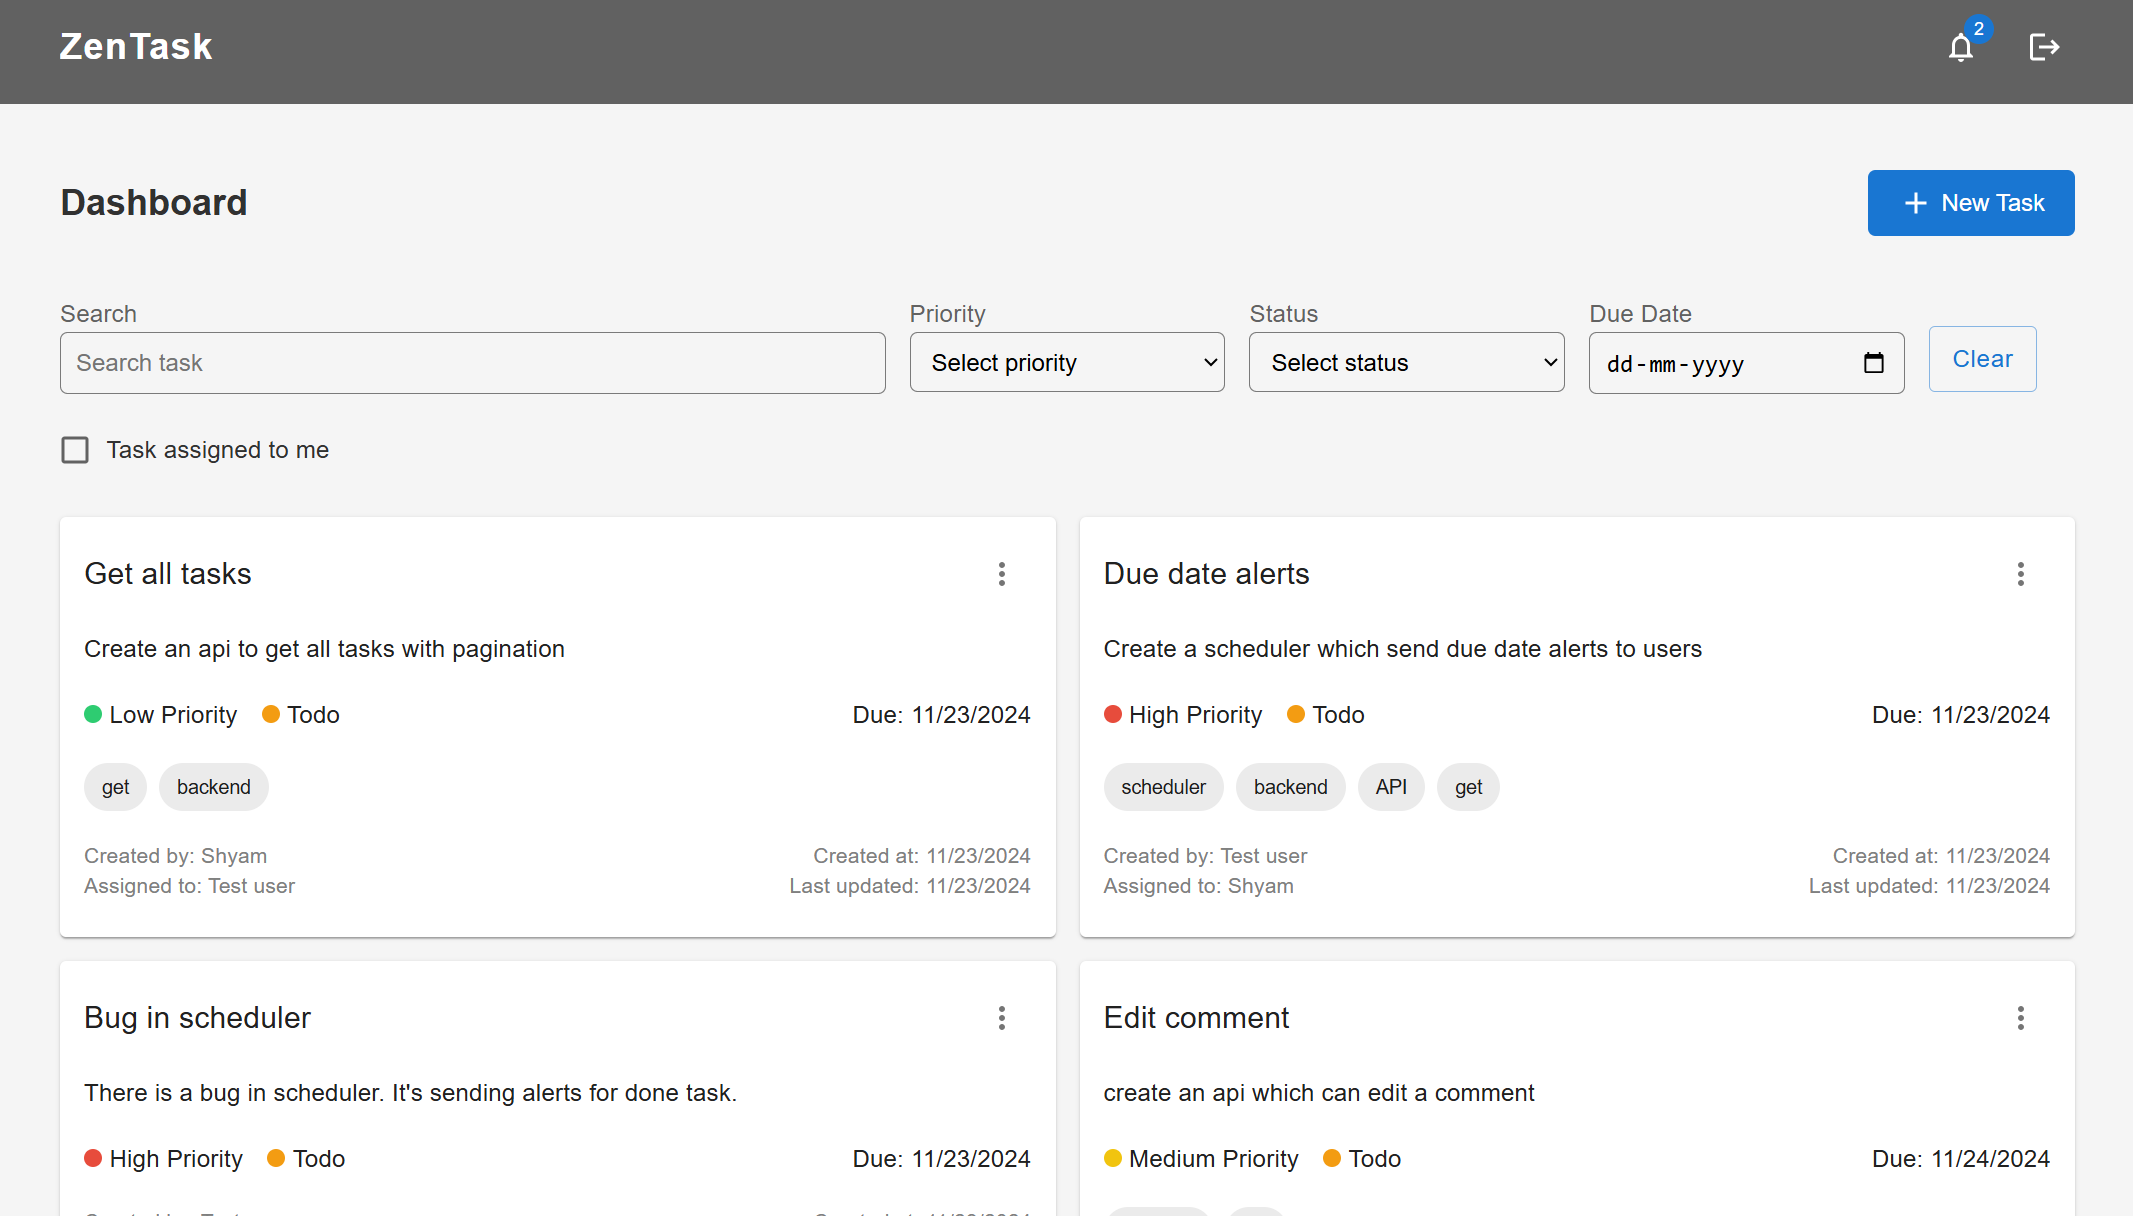 ZenTask
2
Dashboard
New Task
Search
Priority
Status
Due Date
Search task
Select priority
Select status
dd-mm-yyyy
Clear
Task assigned to me
Get all tasks
Create an api to get all tasks with pagination
Low Priority Todo Due: 11/23/2024
get backend
Created by: Shyam Created at: 11/23/2024
Assigned to: Test user Last updated: 11/23/2024
Due date alerts
Create a scheduler which send due date alerts to users
High Priority Todo Due: 11/23/2024
scheduler backend API get
Created by: Test user Created at: 11/23/2024
Assigned to: Shyam Last updated: 11/23/2024
Bug in scheduler
There is a bug in scheduler. It's sending alerts for done task.
High Priority Todo Due: 11/23/2024
Edit comment
create an api which can edit a comment
Medium Priority Todo Due: 11/24/2024